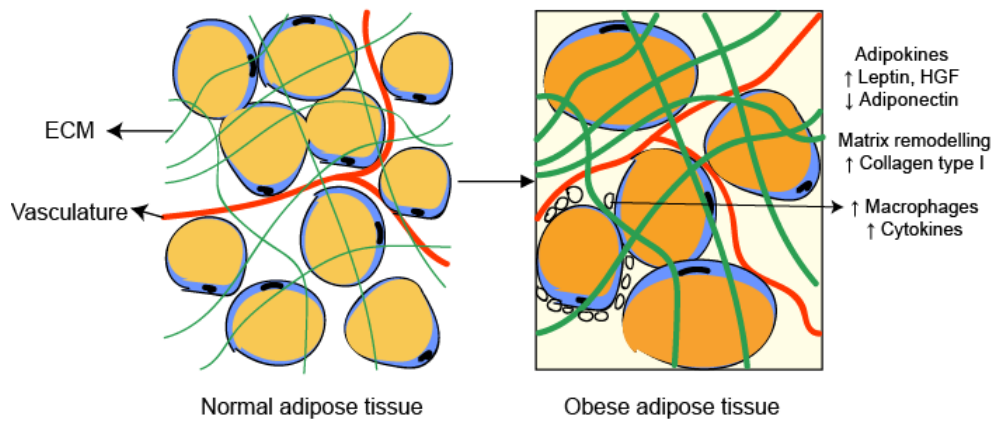 ECM
Vasculature
Adipokines
↑ Leptin, HGF
↓ Adiponectin
Matrix remodelling
↑ Collagen type I
↑ Macrophages
↑ Cytokines
Normal adipose tissue
Obese adipose tissue